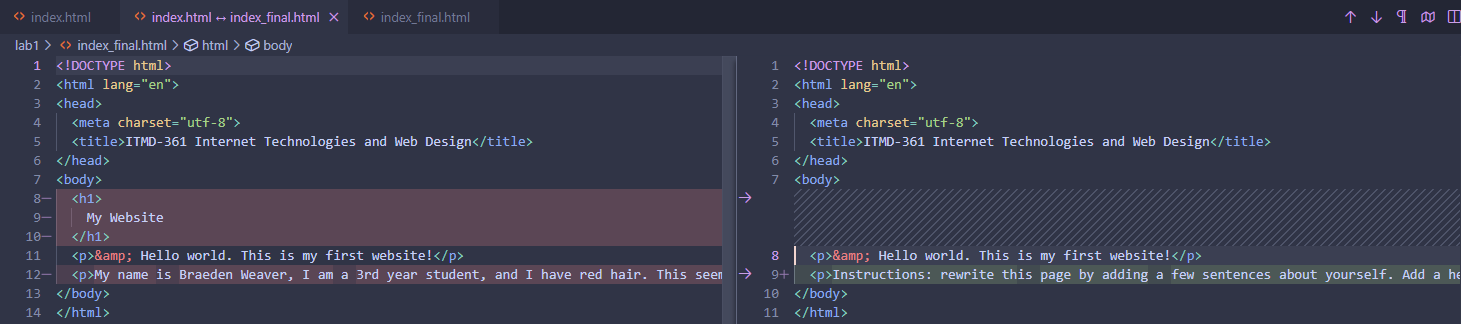 index.html
index.html ↔ index_final.html
index_final.html
lab1 > index_final.html > html > body
1 <!DOCTYPE html>
2 <html lang="en">
3 <head>
4 <meta charset="utf-8">
5 <title>ITMD-361 Internet Technologies and Web Design</title>
6 </head>
7 <body>
8− <h1>
9− My Website
10− </h1>
11 <p>&amp; Hello world. This is my first website!</p>
12− <p>My name is Braeden Weaver, I am a 3rd year student, and I have red hair. This seem
13 </body>
14 </html>
1 <!DOCTYPE html>
2 <html lang="en">
3 <head>
4 <meta charset="utf-8">
5 <title>ITMD-361 Internet Technologies and Web Design</title>
6 </head>
7 <body>
8 <p>&amp; Hello world. This is my first website!</p>
9+ <p>Instructions: rewrite this page by adding a few sentences about yourself. Add a he
10 </body>
11 </html>